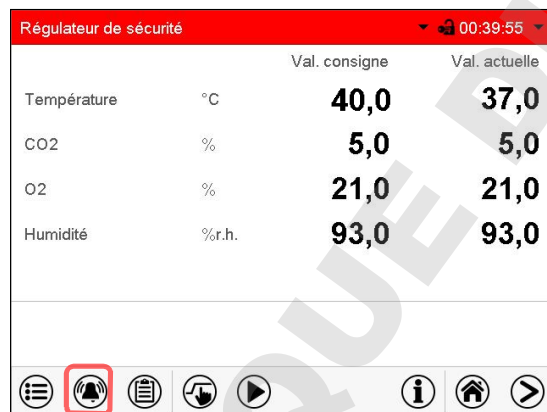 Régulateur de sécurité 00:39:55
Val. consigne Val. actuelle
Température °C 40,0 37,0
CO2 % 5,0 5,0
O2 % 21,0 21,0
Humidité %r.h. 93,0 93,0